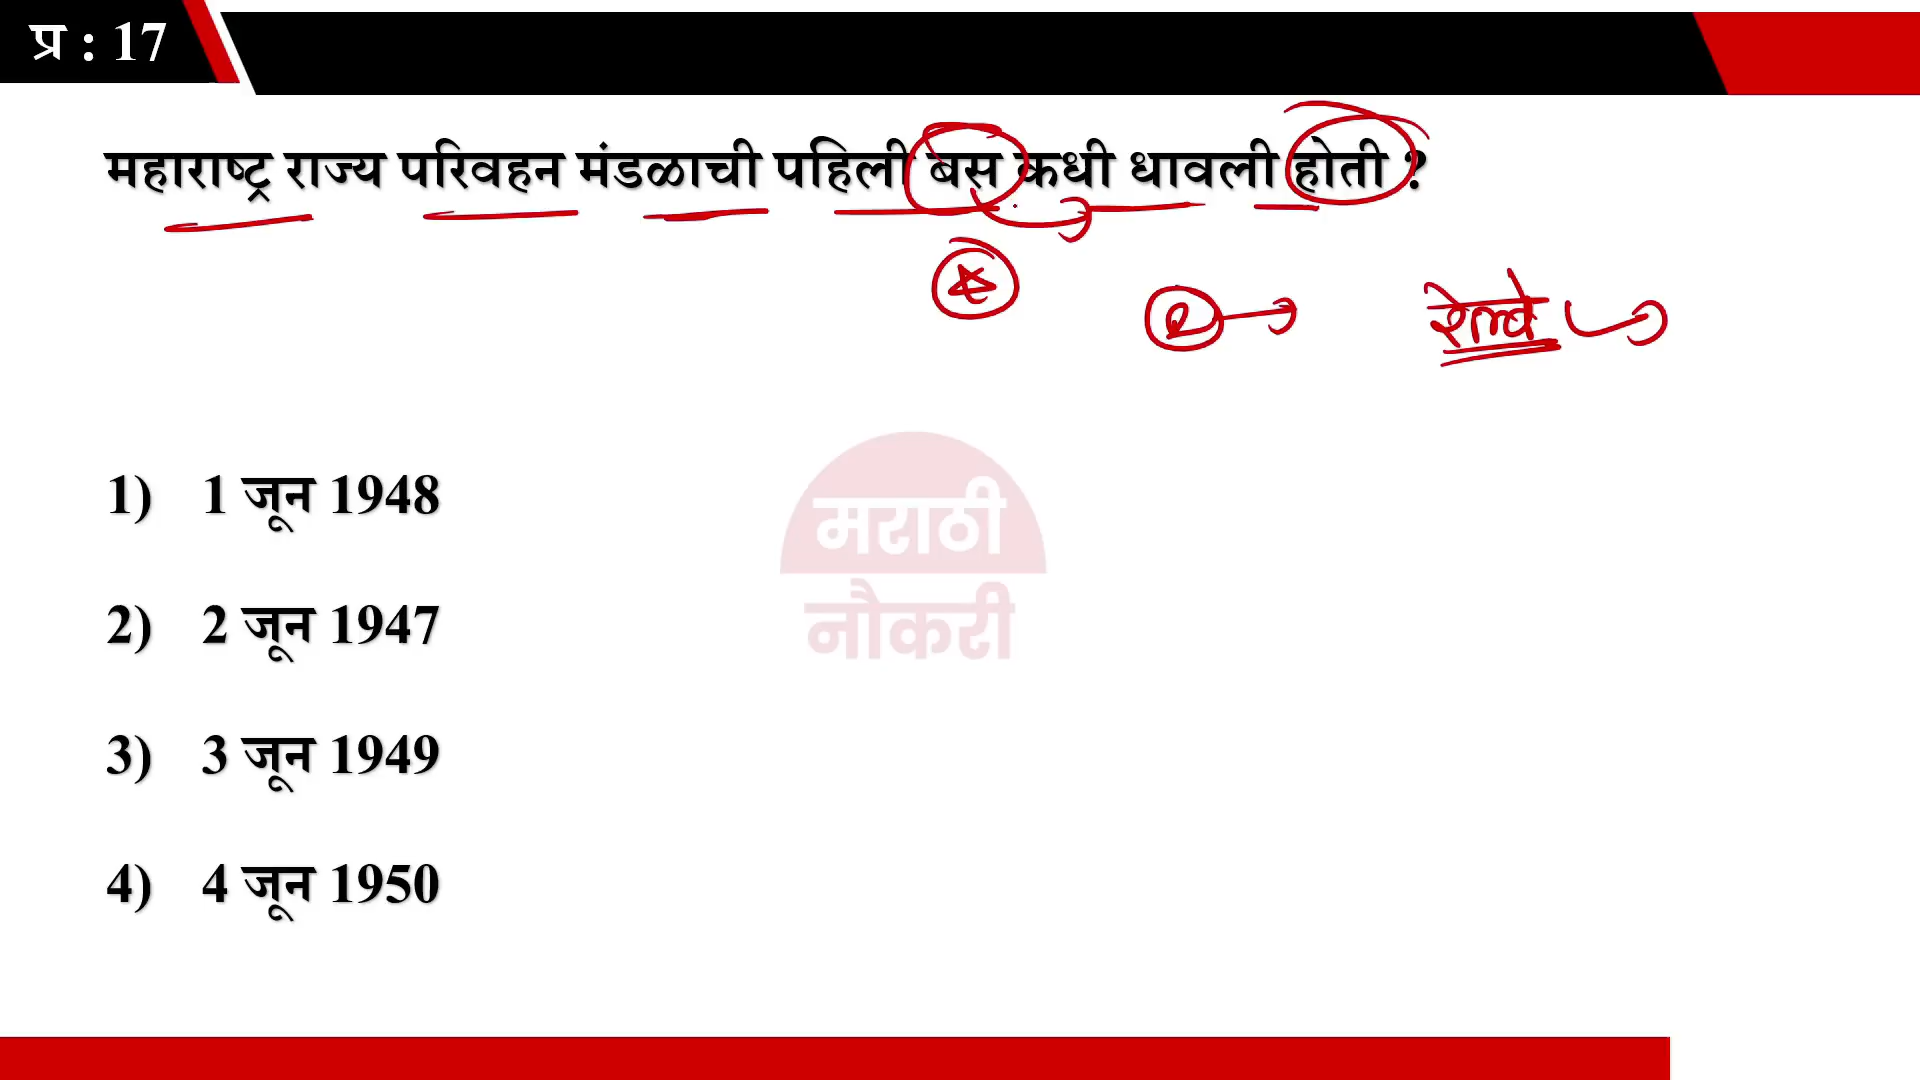 प्र : 17
महाराष्ट्र राज्य परिवहन मंडळाची पहिली बस कधी धावली होती ?
रेल्वे
1) 1 जून 1948
2) 2 जून 1947
3) 3 जून 1949
4) 4 जून 1950
मराठी
नौकरी